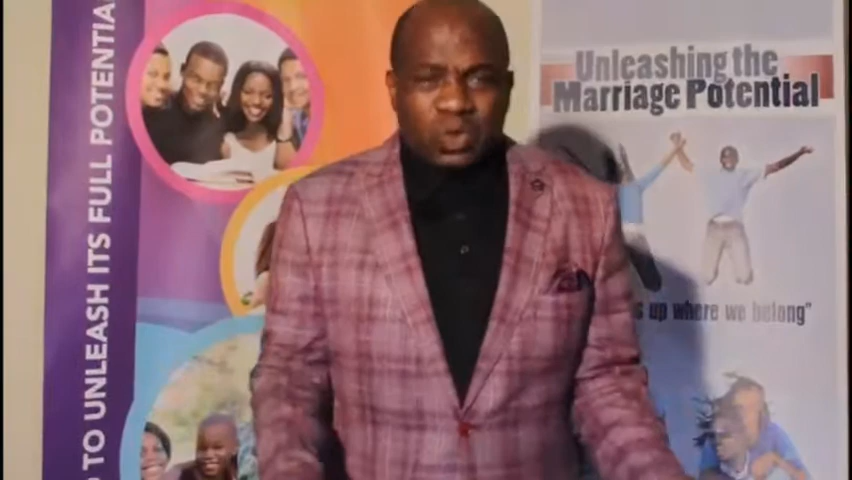 TO UNLEASH ITS FULL POTENTIA
Unleashing the
Marriage Potential
up where we belong"